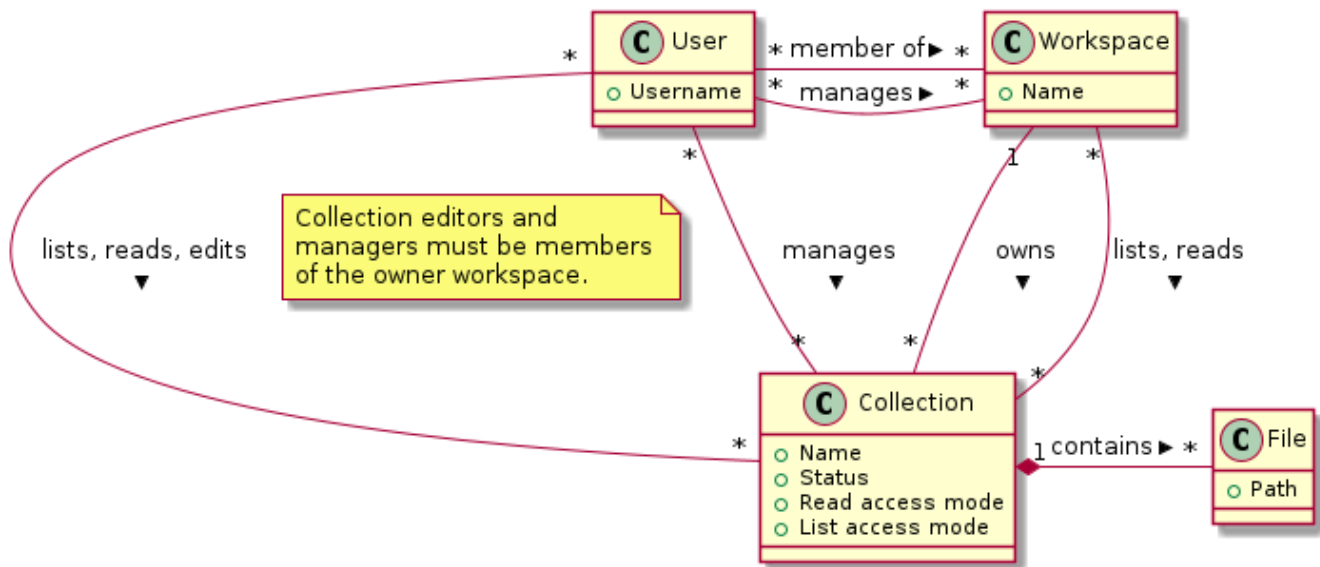 C User
Username
* member of ▶ *
* manages ▶ *
C Workspace
Name
*
*
1
*
Collection editors and
managers must be members
of the owner workspace.
lists, reads, edits
▼
manages
▼
owns
▼
lists, reads
▼
*
*
*
*
C Collection
Name
Status
Read access mode
List access mode
1 contains ▶ *
C File
Path